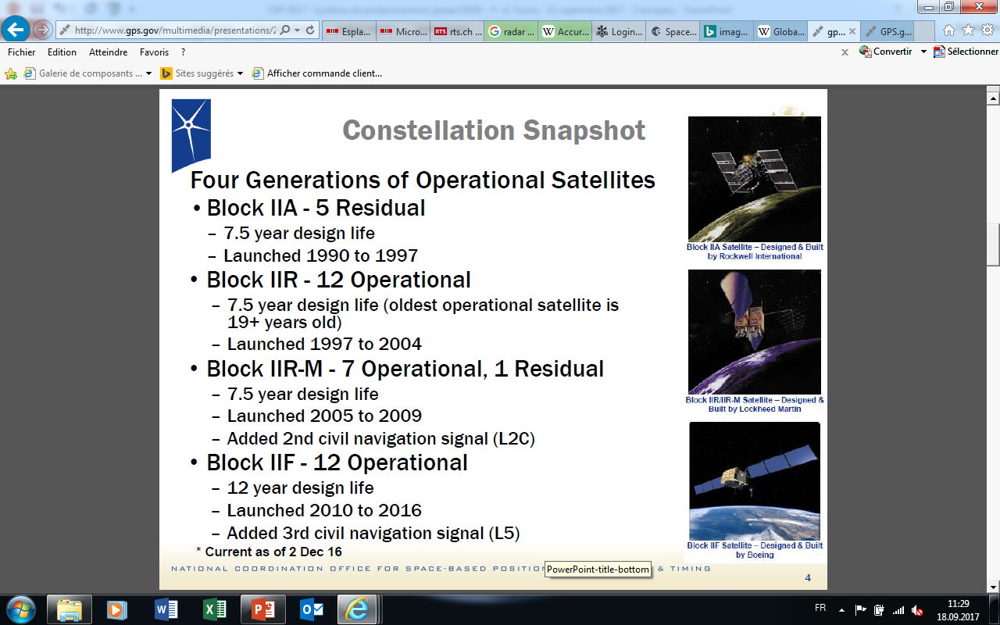 http://www.gps.gov/multimedia/presentations/2
Espla...
Micro...
RTS rts.ch ...
radar ...
W Accur...
Login...
Space...
imag...
W Globa...
gp...
GPS.g...
Fichier Edition Atteindre Favoris ?
Convertir
Sélectionner
Galerie de composants ...
Sites suggérés
Afficher commande client...
Constellation Snapshot
Four Generations of Operational Satellites
• Block IIA - 5 Residual
– 7.5 year design life
– Launched 1990 to 1997
• Block IIR - 12 Operational
– 7.5 year design life (oldest operational satellite is
19+ years old)
– Launched 1997 to 2004
• Block IIR-M - 7 Operational, 1 Residual
– 7.5 year design life
– Launched 2005 to 2009
– Added 2nd civil navigation signal (L2C)
• Block IIF - 12 Operational
– 12 year design life
– Launched 2010 to 2016
– Added 3rd civil navigation signal (L5)
* Current as of 2 Dec 16
Block IIA Satellite – Designed & Built
by Rockwell International
Block IIR/IIR-M Satellite – Designed &
Built by Lockheed Martin
Block IIF Satellite – Designed & Built
by Boeing
NATIONAL COORDINATION OFFICE FOR SPACE-BASED & TIMING
PowerPoint-title-bottom
4
FR
11:29
18.09.2017